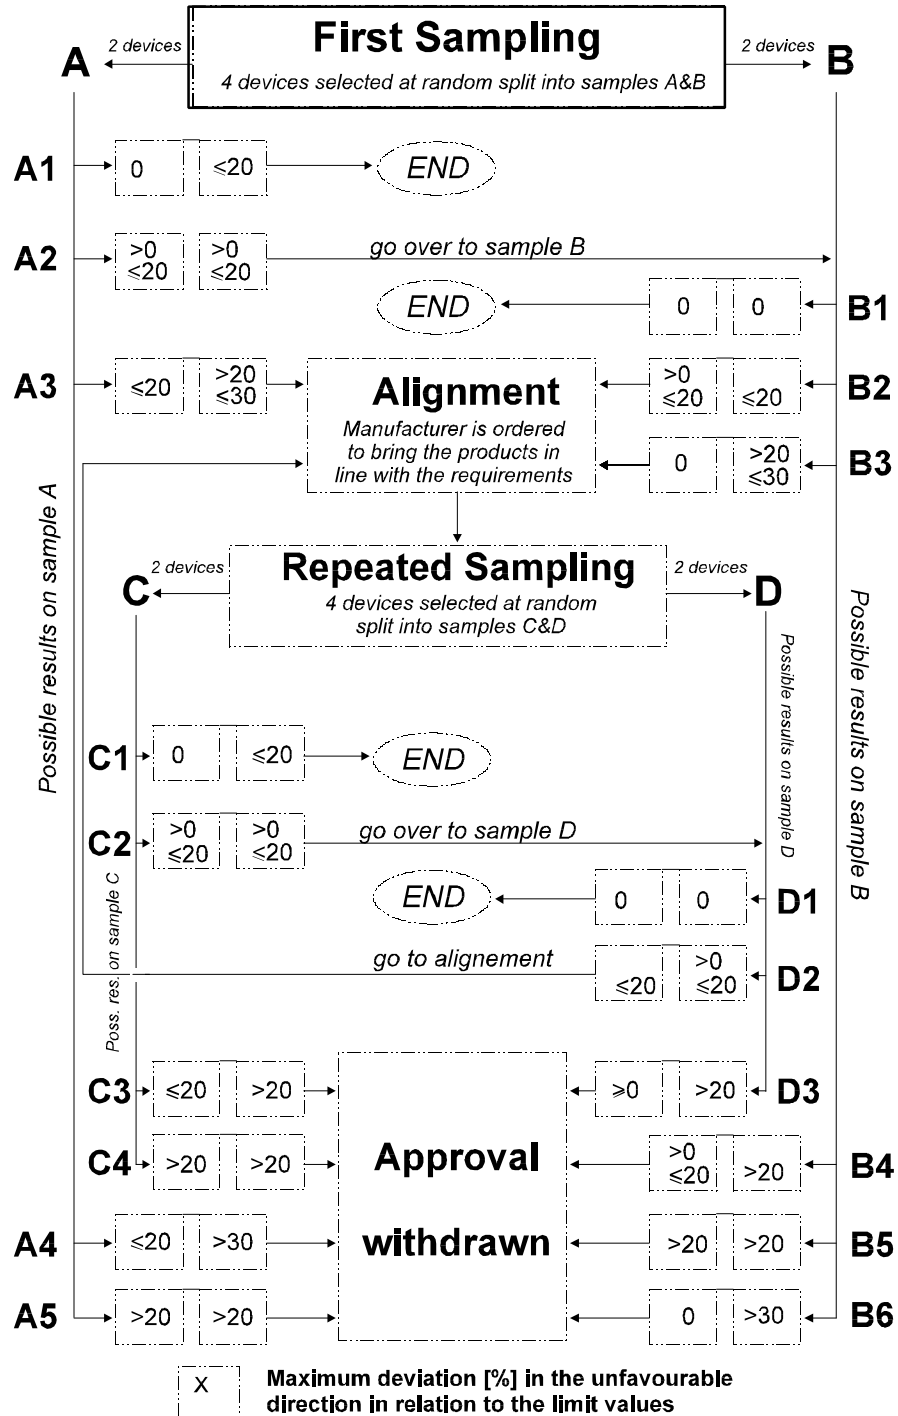 First Sampling
4 devices selected at random split into samples A&B
A
2 devices
2 devices
B
A1
0
≤20
END
A2
>0
≤20
>0
≤20
go over to sample B
END
0
0
B1
A3
≤20
>20
≤30
Alignment
Manufacturer is ordered
to bring the products in
line with the requirements
>0
≤20
≤20
B2
0
>20
≤30
B3
Possible results on sample A
Possible results on sample B
C
2 devices
Repeated Sampling
4 devices selected at random
split into samples C&D
2 devices
D
Possible results on sample D
C1
0
≤20
END
C2
>0
≤20
>0
≤20
go over to sample D
Poss. res. on sample C
END
0
0
D1
go to alignement
≤20
>0
≤20
D2
C3
≤20
>20
Approval
withdrawn
≥0
>20
D3
C4
>20
>20
>0
≤20
>20
B4
A4
≤20
>30
>20
>20
B5
A5
>20
>20
0
>30
B6
X
Maximum deviation [%] in the unfavourable
direction in relation to the limit values